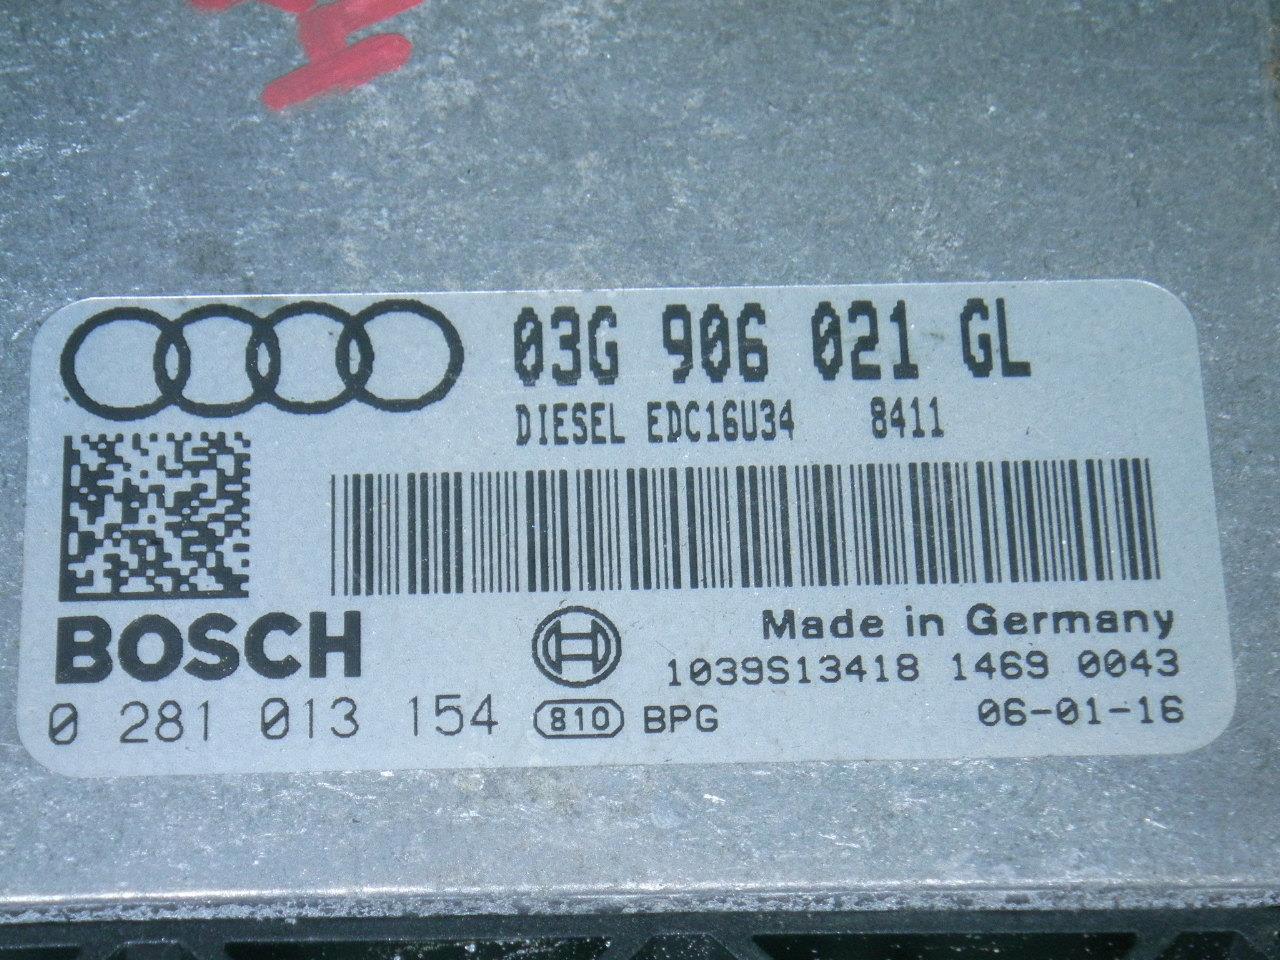 03G 906 021 GL
DIESEL EDC16U34 8411
BOSCH
Made in Germany
1039S13418 1469 0043
0 281 013 154 810 BPG 06-01-16